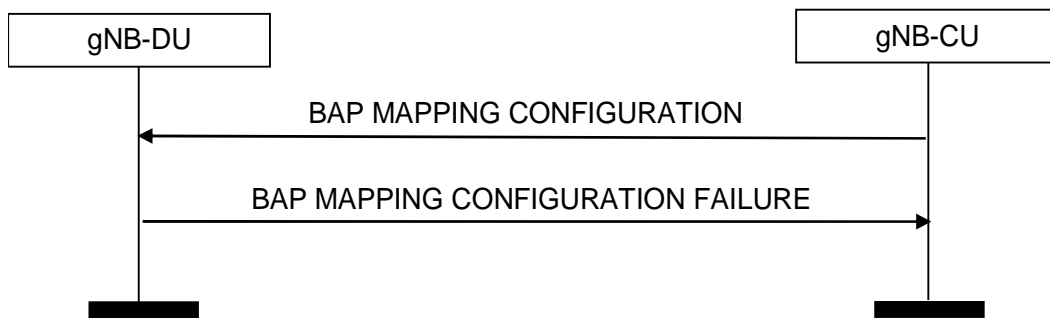 gNB-DU
gNB-CU
BAP MAPPING CONFIGURATION
BAP MAPPING CONFIGURATION FAILURE